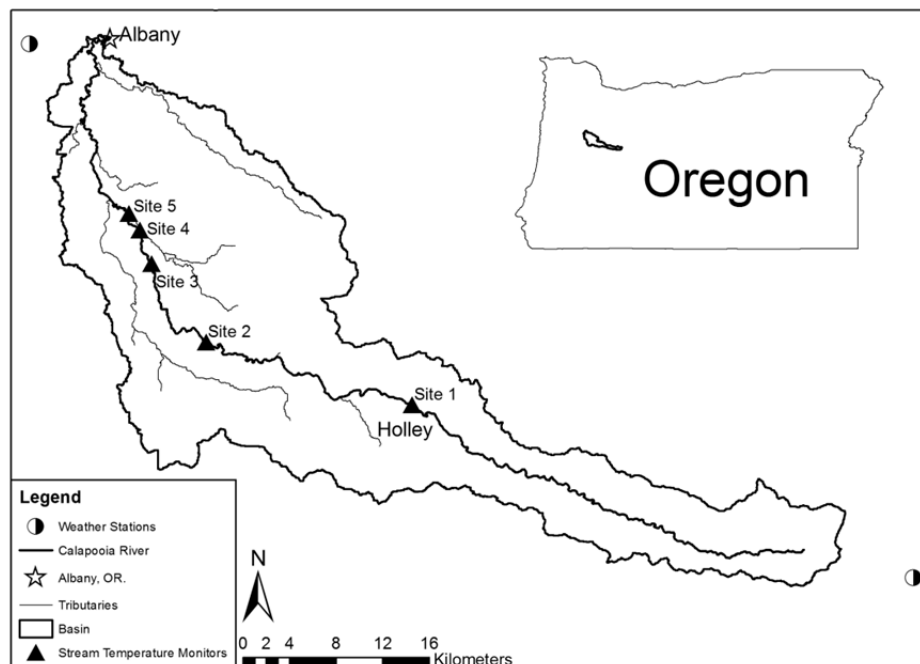 Albany
Oregon
Site 5
Site 4
Site 3
Site 2
Site 1
Holley
Legend
Weather Stations
Calapooia River
Albany, OR.
Tributaries
Basin
Stream Temperature Monitors
N
0 2 4 8 12 16
Kilometers